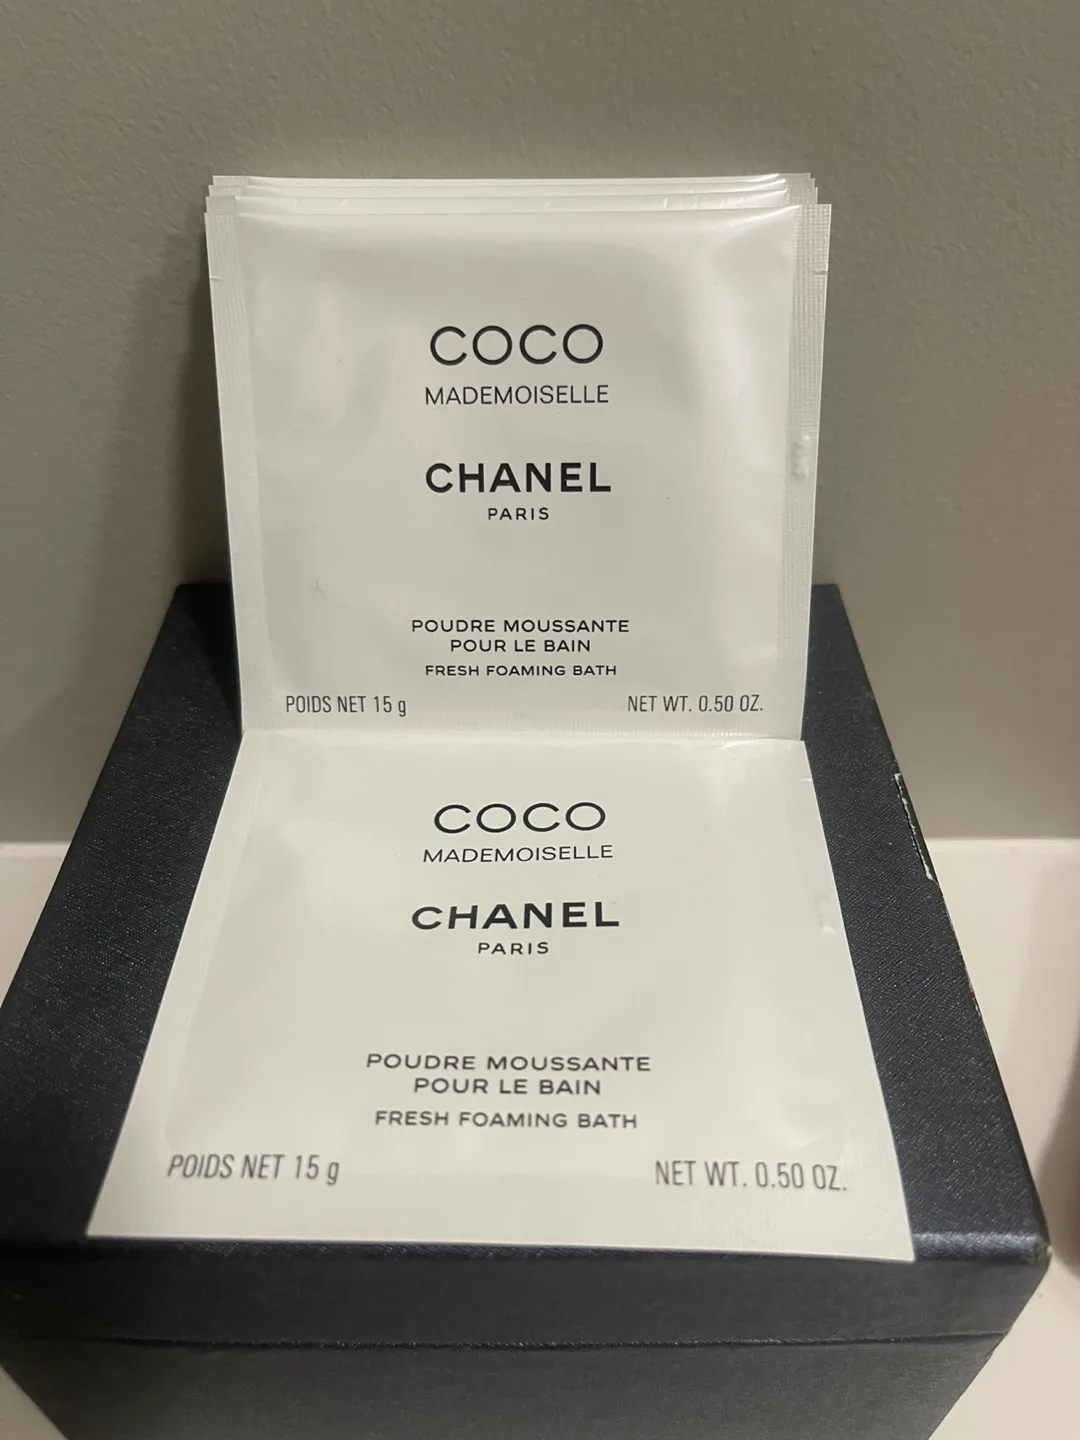 COCO
MADEMOISELLE
CHANEL
PARIS
POUDRE MOUSSANTE
POUR LE BAIN
FRESH FOAMING BATH
POIDS NET 15 g NET WT. 0.50 OZ.
COCO
MADEMOISELLE
CHANEL
PARIS
POUDRE MOUSSANTE
POUR LE BAIN
FRESH FOAMING BATH
POIDS NET 15 g NET WT. 0.50 OZ.